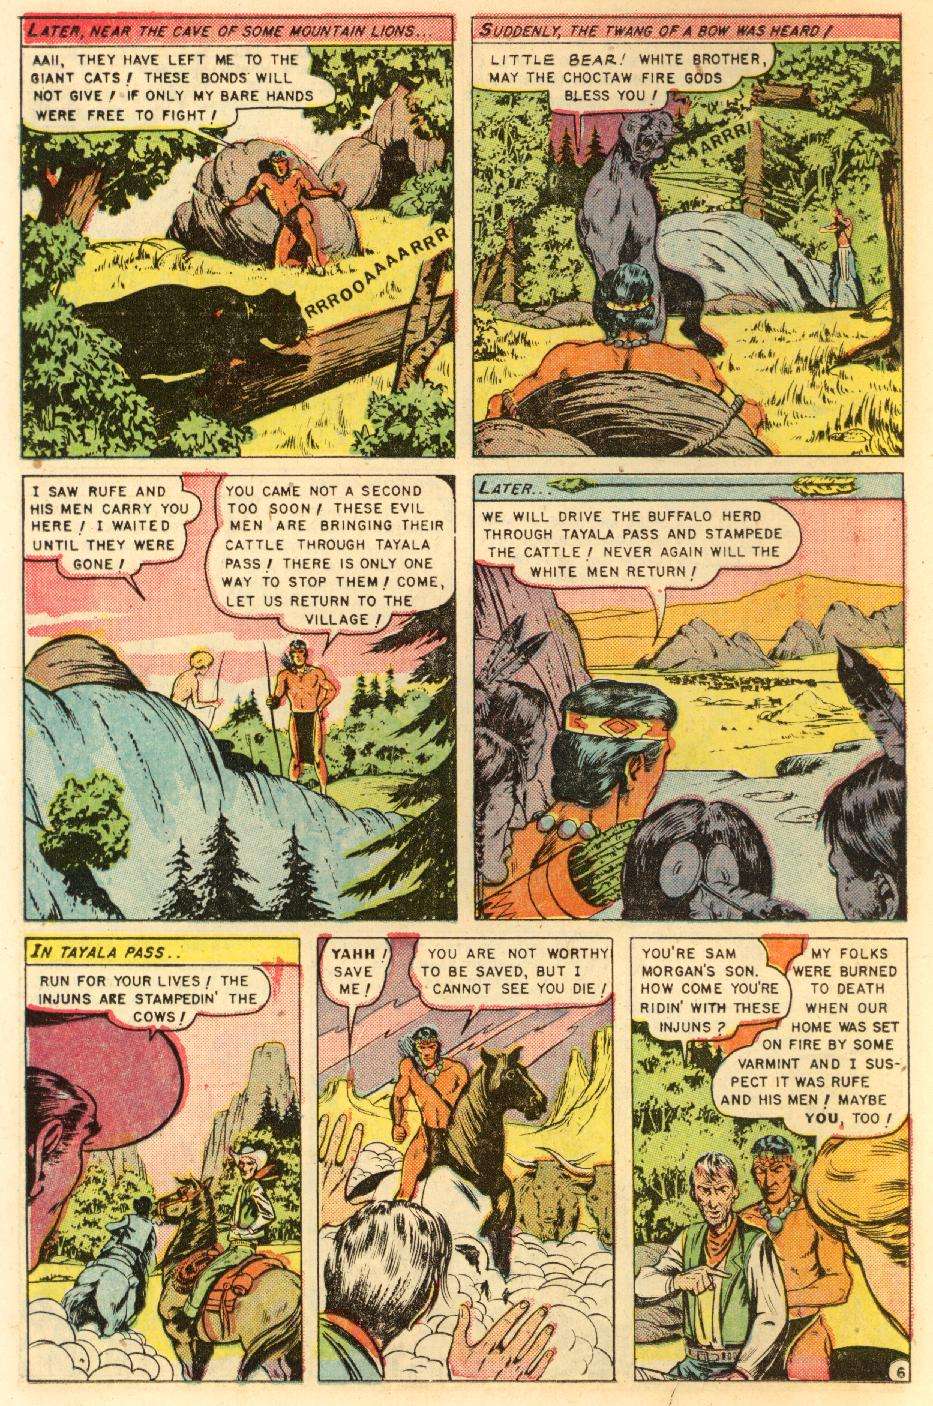 LATER, NEAR THE CAVE OF SOME MOUNTAIN LIONS...
AAII, THEY HAVE LEFT ME TO THE
GIANT CATS! THESE BONDS WILL
NOT GIVE! IF ONLY MY BARE HANDS
WERE FREE TO FIGHT!
RRROOAAAAARRR
SUDDENLY, THE TWANG OF A BOW WAS HEARD!
LITTLE BEAR! WHITE BROTHER,
MAY THE CHOCTAW FIRE GODS
BLESS YOU!
ARRR!
I SAW RUFE AND
HIS MEN CARRY YOU
HERE! I WAITED
UNTIL THEY WERE
GONE!
YOU CAME NOT A SECOND
TOO SOON! THESE EVIL
MEN ARE BRINGING THEIR
CATTLE THROUGH TAYALA
PASS! THERE IS ONLY ONE
WAY TO STOP THEM! COME,
LET US RETURN TO THE
VILLAGE!
LATER...
WE WILL DRIVE THE BUFFALO HERD
THROUGH TAYALA PASS AND STAMPEDE
THE CATTLE! NEVER AGAIN WILL THE
WHITE MEN RETURN!
IN TAYALA PASS..
RUN FOR YOUR LIVES! THE
INJUNS ARE STAMPEDIN' THE
COWS!
YAHH!
SAVE
ME!
YOU ARE NOT WORTHY
TO BE SAVED, BUT I
CANNOT SEE YOU DIE!
YOU'RE SAM
MORGAN'S SON.
HOW COME YOU'RE
RIDIN' WITH THESE
INJUNS?
MY FOLKS
WERE BURNED
TO DEATH
WHEN OUR
HOME WAS SET
ON FIRE BY SOME
VARMINT AND I SUS-
PECT IT WAS RUFE
AND HIS MEN! MAYBE
YOU, TOO!
6